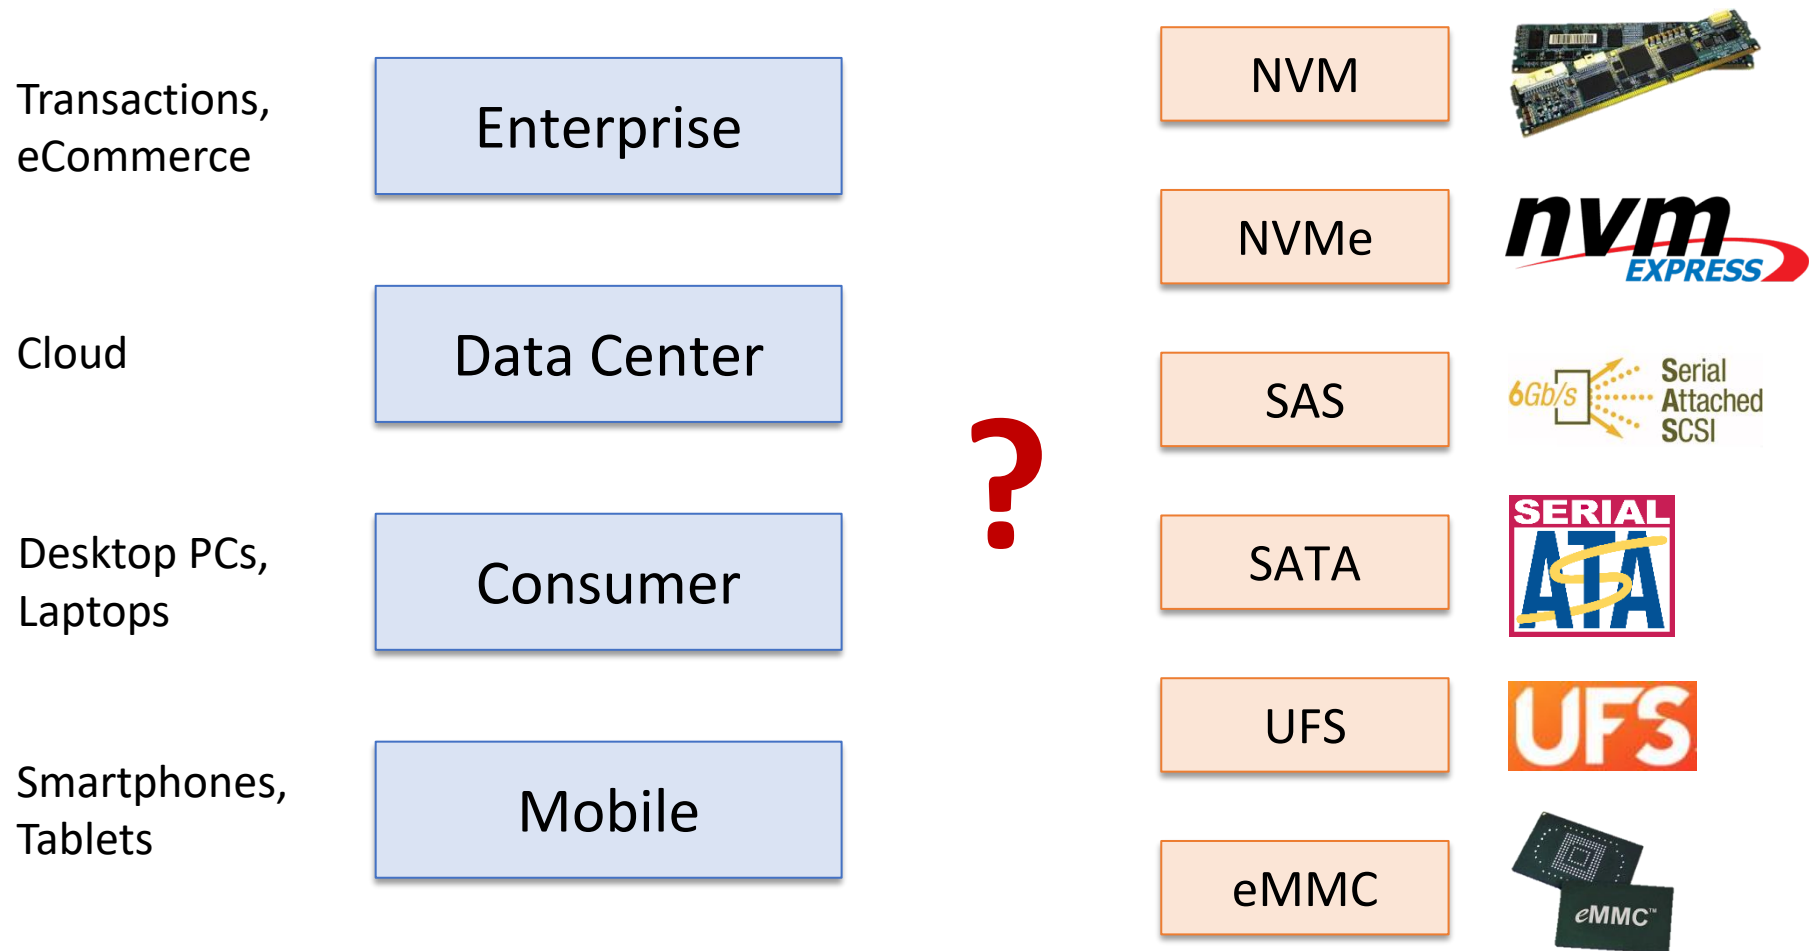 Transactions,
eCommerce
Enterprise
Cloud
Data Center
Desktop PCs,
Laptops
Consumer
Smartphones,
Tablets
Mobile
?
NVM
NVMe
nvm
EXPRESS
SAS
6Gb/s
Serial
Attached
SCSI
SATA
SERIAL
ATA
UFS
UFS
eMMC
eMMC™